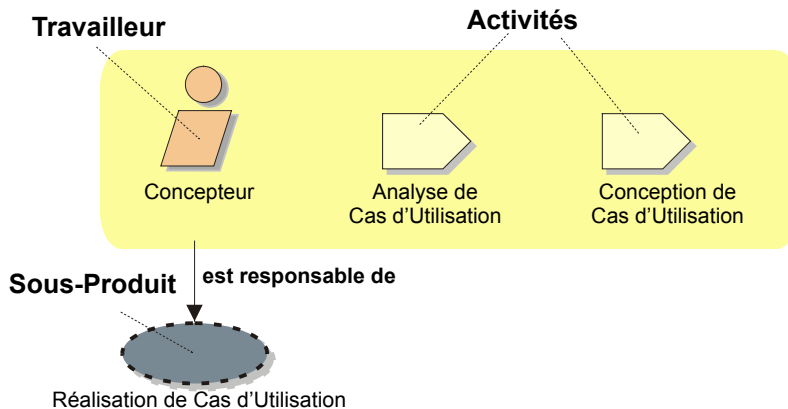 Travailleur
Activités
Concepteur
Analyse de
Cas d'Utilisation
Conception de
Cas d'Utilisation
est responsable de
Sous-Produit
Réalisation de Cas d'Utilisation